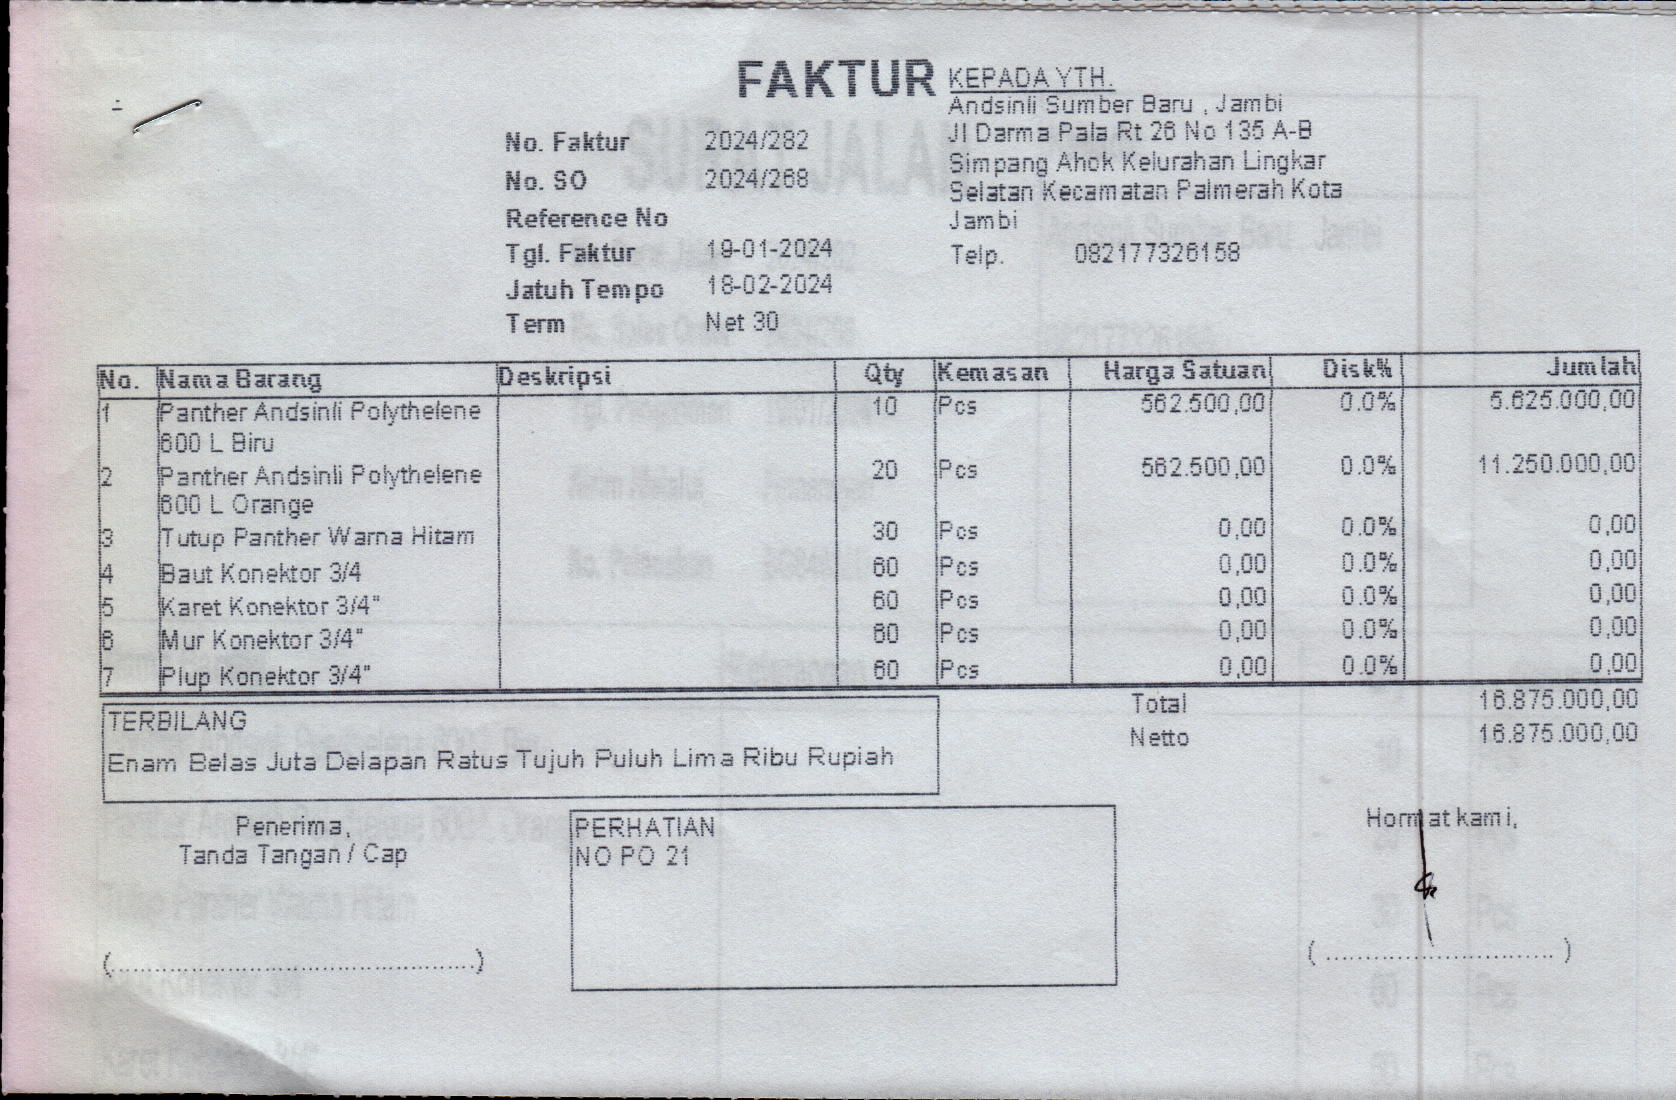 FAKTUR
KEPADA YTH.
Andsinli Sumber Baru , Jambi
Jl Darma Pala Rt 26 No 135 A-B
Simpang Ahok Kelurahan Lingkar
Selatan Kecamatan Palmerah Kota
Jambi
Telp. 082177326158
No. Faktur 2024/282
No. SO 2024/268
Reference No
Tgl. Faktur 19-01-2024
Jatuh Tempo 18-02-2024
Term Net 30
No. Nama Barang Deskripsi Qty Kemasan Harga Satuan Disk% Jumlah
1 Panther Andsinli Polythelene 10 Pcs 562.500,00 0.0% 5.625.000,00
600 L Biru
2 Panther Andsinli Polythelene 20 Pcs 562.500,00 0.0% 11.250.000,00
600 L Orange
3 Tutup Panther Warna Hitam 30 Pcs 0,00 0.0% 0,00
4 Baut Konektor 3/4 60 Pcs 0,00 0.0% 0,00
5 Karet Konektor 3/4" 60 Pcs 0,00 0.0% 0,00
6 Mur Konektor 3/4" 60 Pcs 0,00 0.0% 0,00
7 Plup Konektor 3/4" 60 Pcs 0,00 0.0% 0,00
Total 16.875.000,00
Netto 16.875.000,00
TERBILANG
Enam Belas Juta Delapan Ratus Tujuh Puluh Lima Ribu Rupiah
Penerima,
Tanda Tangan / Cap
PERHATIAN
NO PO 21
Hormat kami,